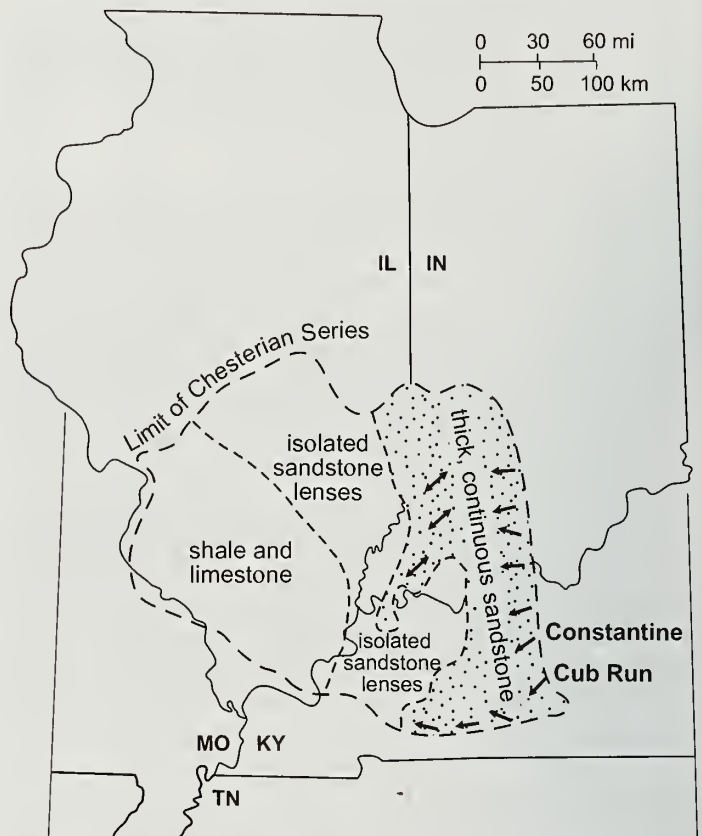 0 30 60 mi
0 50 100 km
IL IN
Limit of Chesterian Series
isolated
sandstone
lenses
thick, continuous sandstone
shale and
limestone
isolated
sandstone
lenses
Constantine
Cub Run
MO KY
TN